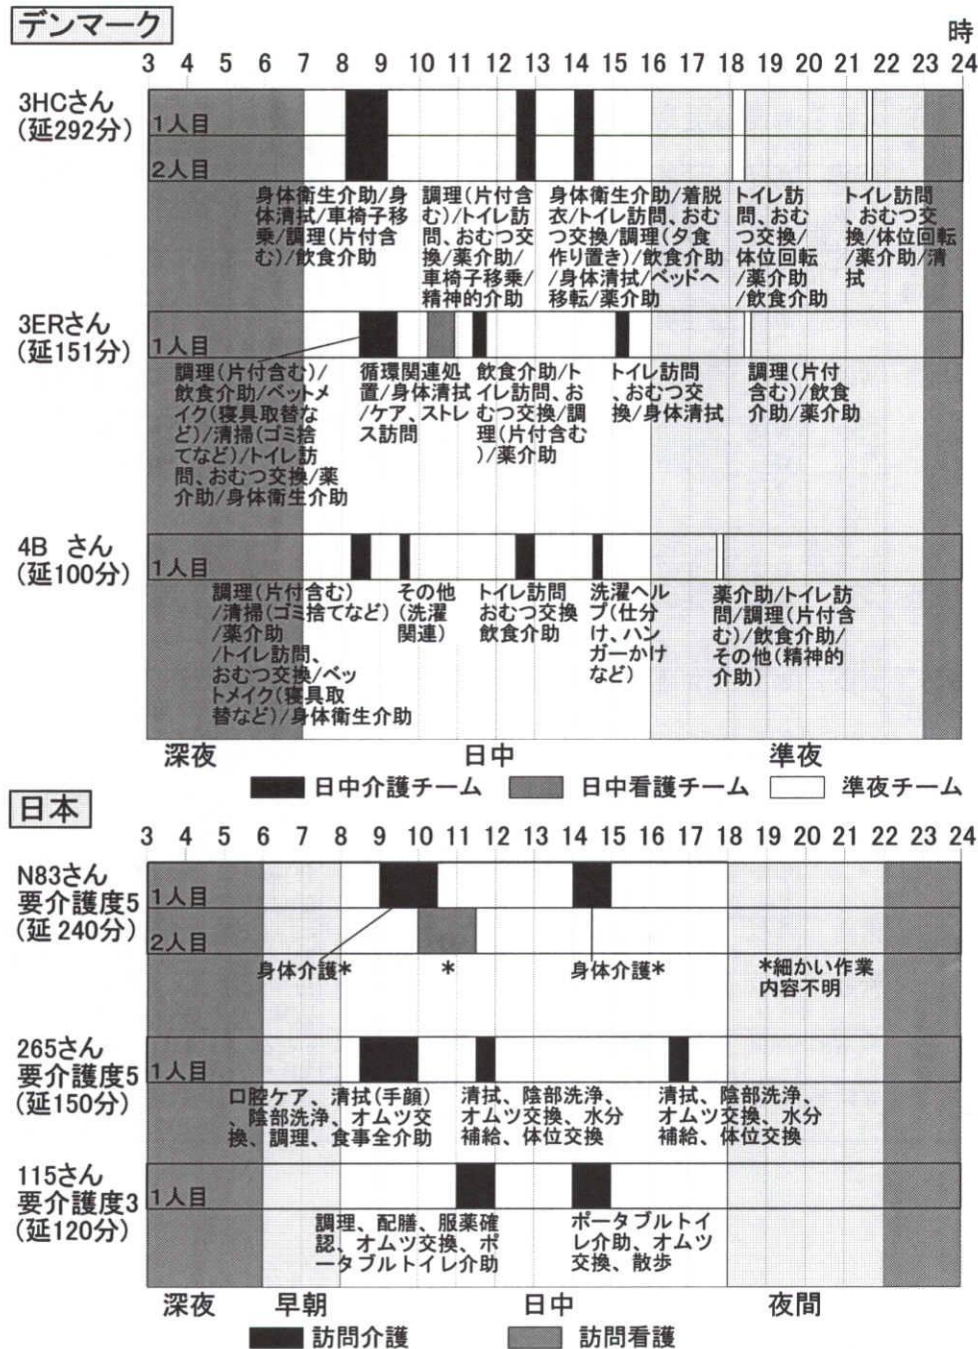 デンマーク
時
3 4 5 6 7 8 9 10 11 12 13 14 15 16 17 18 19 20 21 22 23 24
3HCさん
(延292分)
1人目
2人目
身体衛生介助/身
体清拭/車椅子移
乗/調理(片付含
む)/飲食介助
調理(片付含
む)/トイレ訪
問、おむつ交
換/薬介助/
車椅子移乗/
精神的介助
身体衛生介助/着脱
衣/トイレ訪問、おむ
つ交換/調理(夕食
作り置き)/飲食介助
/身体清拭/ベッドへ
移転/薬介助
トイレ訪
問、おむ
つ交換/
体位回転
/薬介助
/飲食介助
トイレ訪問
、おむつ交
換/体位回転
/薬介助/清
拭
3ERさん
(延151分)
1人目
調理(片付含む)/
飲食介助/ベットメ
イク(寝具取替な
ど)/清掃(ゴミ捨
てなど)/トイレ訪
問、おむつ交換/薬
介助/身体衛生介助
循環関連処
置/身体清拭
/ケア、ストレ
ス訪問
飲食介助/ト
イレ訪問、お
むつ交換/調
理(片付含む
)/薬介助
トイレ訪問
、おむつ交
換/身体清拭
調理(片付
含む)/飲食
介助/薬介助
4B さん
(延100分)
1人目
調理(片付含む)
/清掃(ゴミ捨てなど)
/薬介助
/トイレ訪問、
おむつ交換/ベッ
トメイク(寝具取
替など)/身体衛生介助
その他
(洗濯
関連)
トイレ訪問
おむつ交換
飲食介助
洗濯ヘル
プ(仕分
け、ハン
ガーかけ
など)
薬介助/トイレ訪
問/調理(片付含
む)/飲食介助/
その他(精神的
介助)
深夜 日中 準夜
日中介護チーム 日中看護チーム 準夜チーム
日本
3 4 5 6 7 8 9 10 11 12 13 14 15 16 17 18 19 20 21 22 23 24
N83さん
要介護度5
(延240分)
1人目
2人目
身体介護* * 身体介護*
*細かい作業
内容不明
265さん
要介護度5
(延150分)
1人目
口腔ケア、清拭(手顔)
、陰部洗浄、オムツ交
換、調理、食事全介助
清拭、陰部洗浄、
オムツ交換、水分
補給、体位交換
清拭、陰部洗浄、
オムツ交換、水分
補給、体位交換
115さん
要介護度3
(延120分)
1人目
調理、配膳、服薬確
認、オムツ交換、ポ
ータブルトイレ介助
ポータブルトイ
レ介助、オムツ
交換、散歩
深夜 早朝 日中 夜間
訪問介護 訪問看護